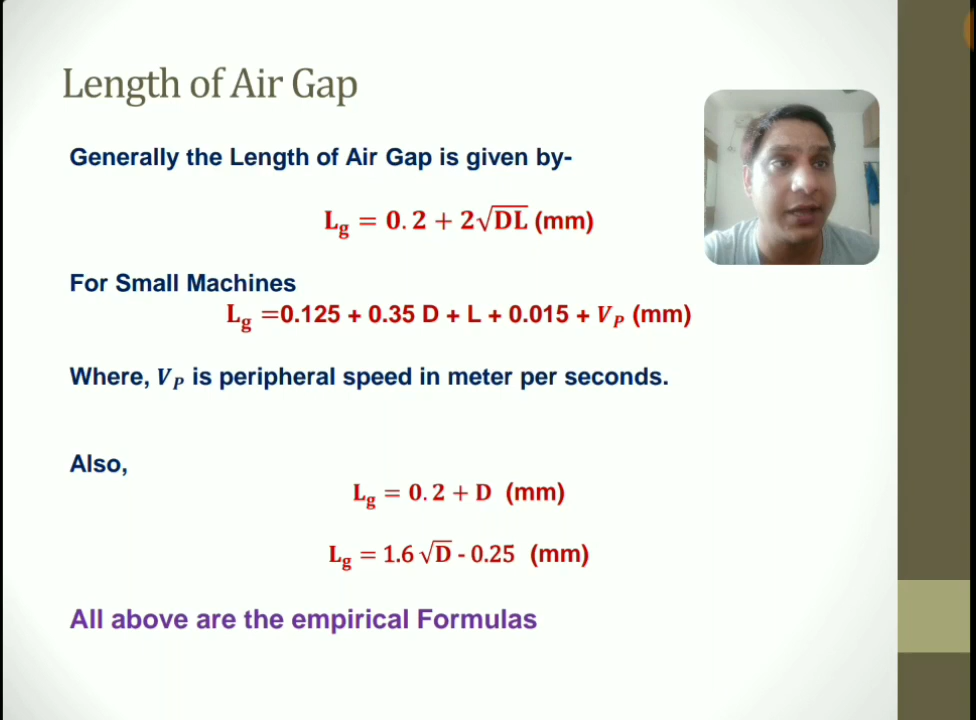 Length of Air Gap
Generally the Length of Air Gap is given by-
Lg = 0.2 + 2√DL (mm)
For Small Machines
Lg =0.125 + 0.35 D + L + 0.015 + VP (mm)
Where, VP is peripheral speed in meter per seconds.
Also,
Lg = 0.2 + D (mm)
Lg = 1.6 √D - 0.25 (mm)
All above are the empirical Formulas